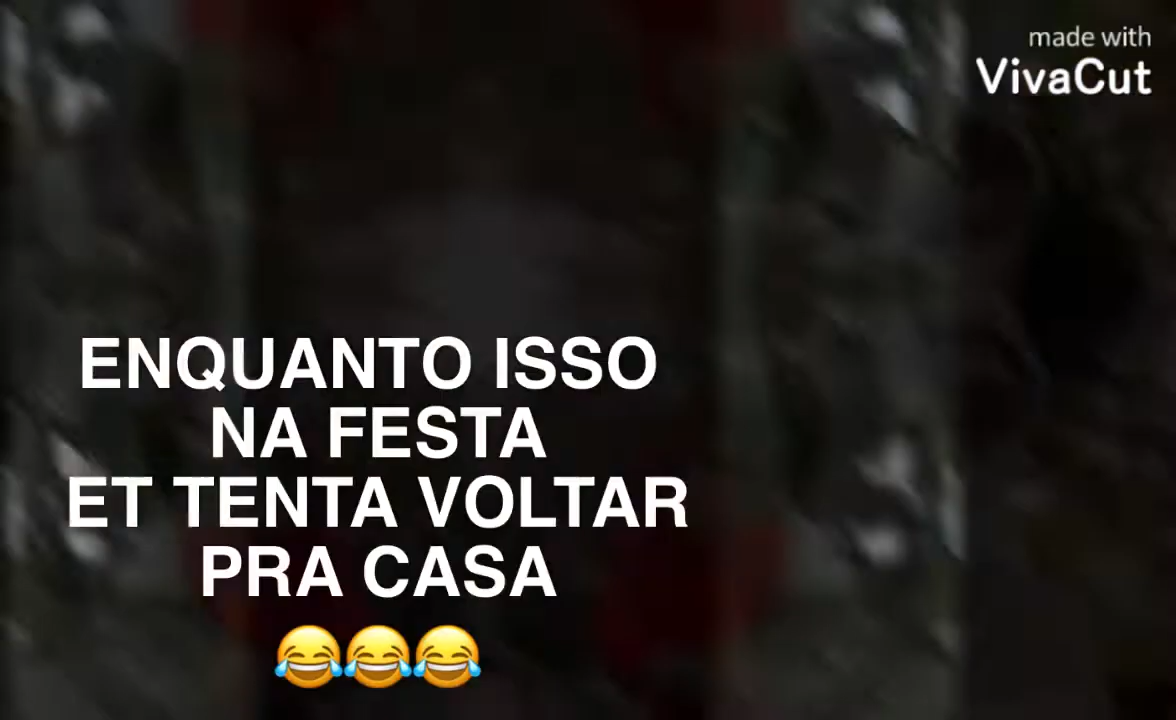 made with
VivaCut
ENQUANTO ISSO
NA FESTA
ET TENTA VOLTAR
PRA CASA
😂😂😂